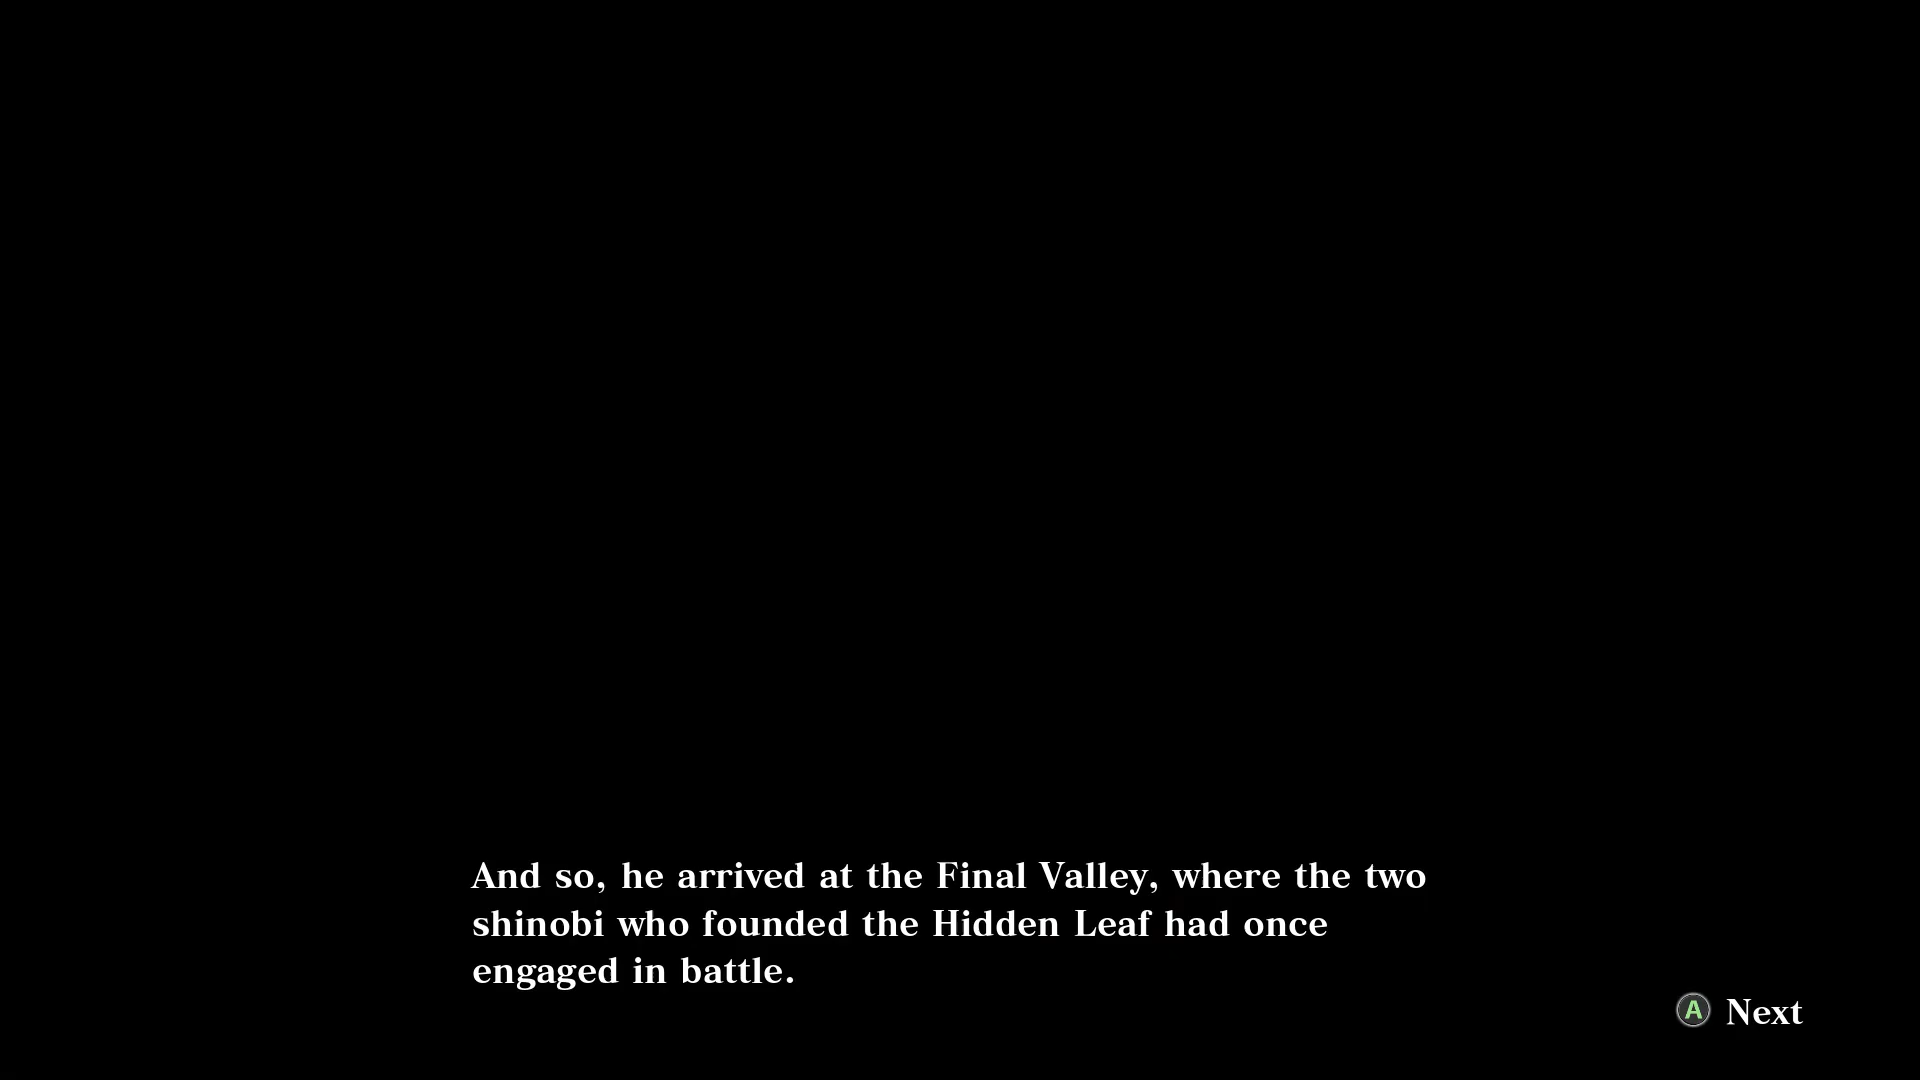 And so, he arrived at the Final Valley, where the two
shinobi who founded the Hidden Leaf had once
engaged in battle.
A Next